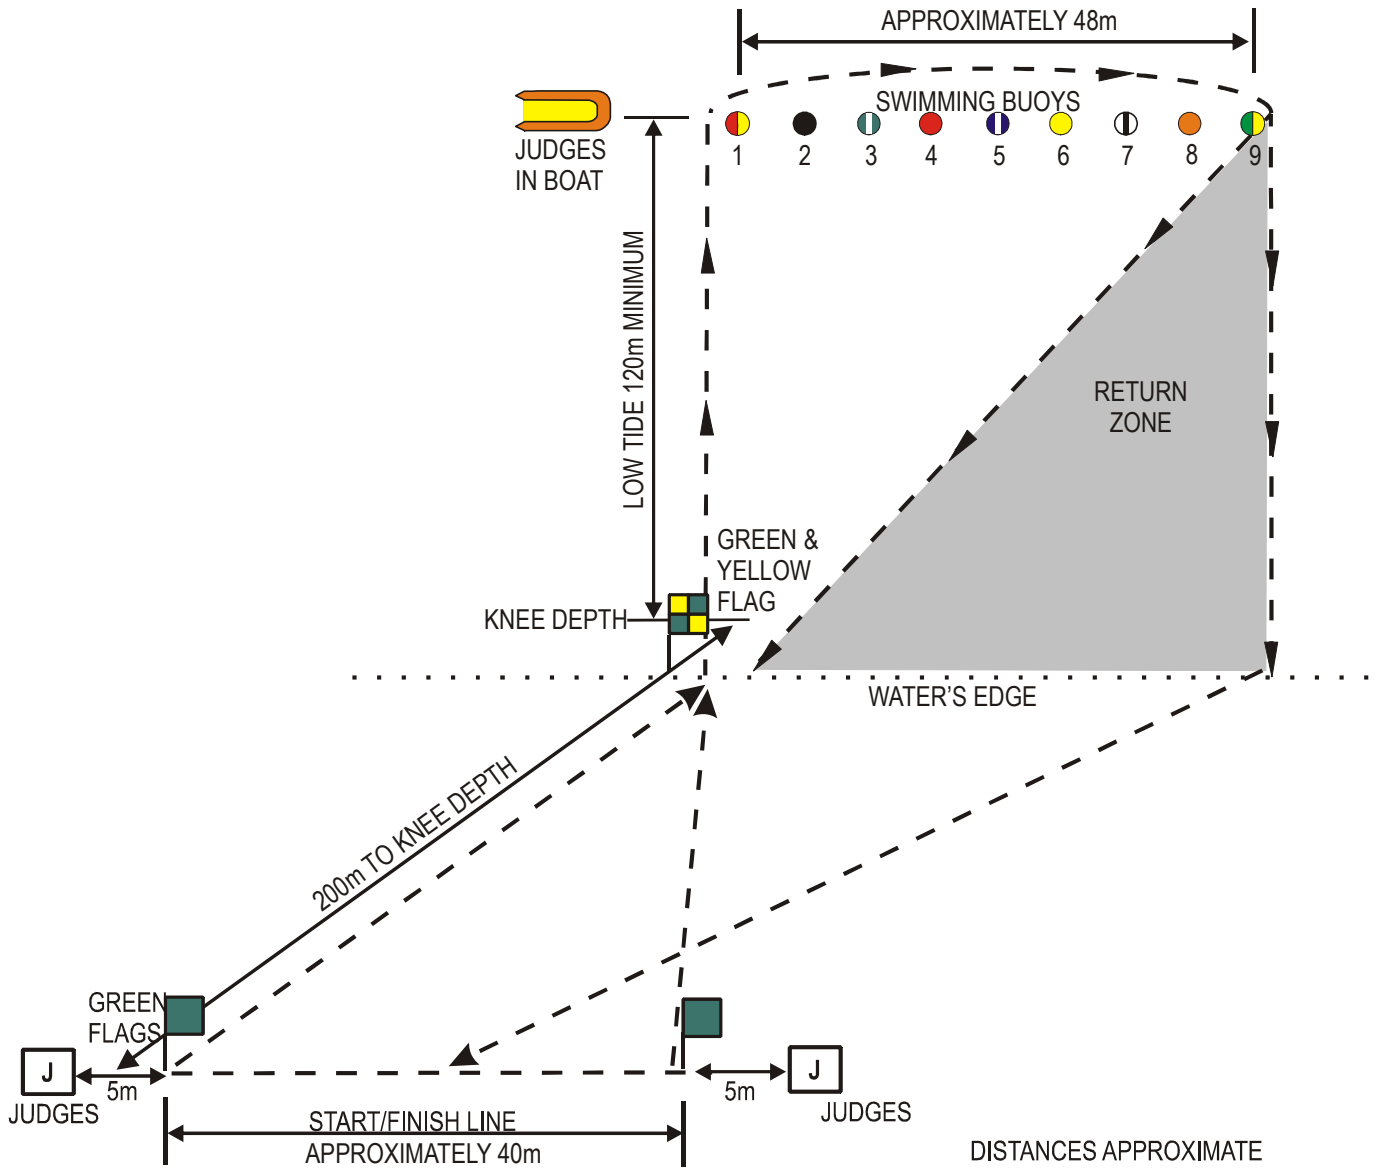 APPROXIMATELY 48m
SWIMMING BUOYS
1 2 3 4 5 6 7 8 9
JUDGES
IN BOAT
LOW TIDE 120m MINIMUM
RETURN
ZONE
GREEN &
YELLOW
FLAG
KNEE DEPTH
WATER'S EDGE
200m TO KNEE DEPTH
GREEN
FLAGS
J
5m
JUDGES
5m
J
JUDGES
START/FINISH LINE
APPROXIMATELY 40m
DISTANCES APPROXIMATE